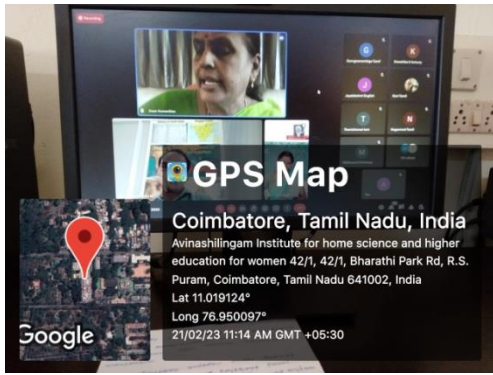 Recording
G
K
J
T
N
M
A
GPS Map
Coimbatore, Tamil Nadu, India
Avinashilingam Institute for home science and higher
education for women 42/1, 42/1, Bharathi Park Rd, R.S.
Puram, Coimbatore, Tamil Nadu 641002, India
Lat 11.019124°
Long 76.950097°
21/02/23 11:14 AM GMT +05:30
Google